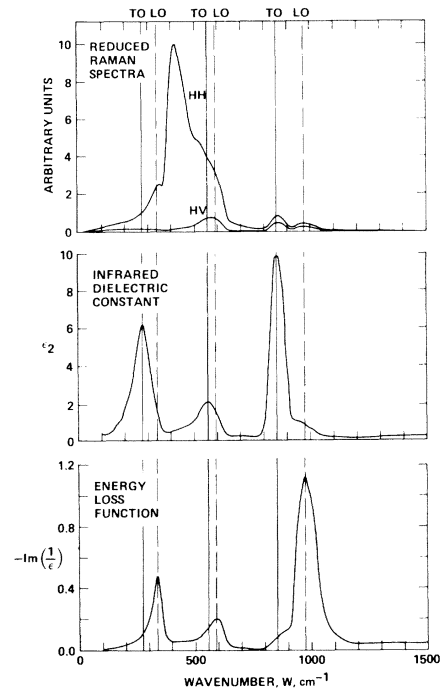 TO LO TO LO TO LO
REDUCED
RAMAN
SPECTRA
ARBITRARY UNITS
10
8
6
4
2
0
HH
HV
INFRARED
DIELECTRIC
CONSTANT
ε2
10
8
6
4
2
0
ENERGY
LOSS
FUNCTION
-Im(1/ε)
1.2
0.8
0.4
0.0
0 500 1000 1500
WAVENUMBER, W, cm⁻¹